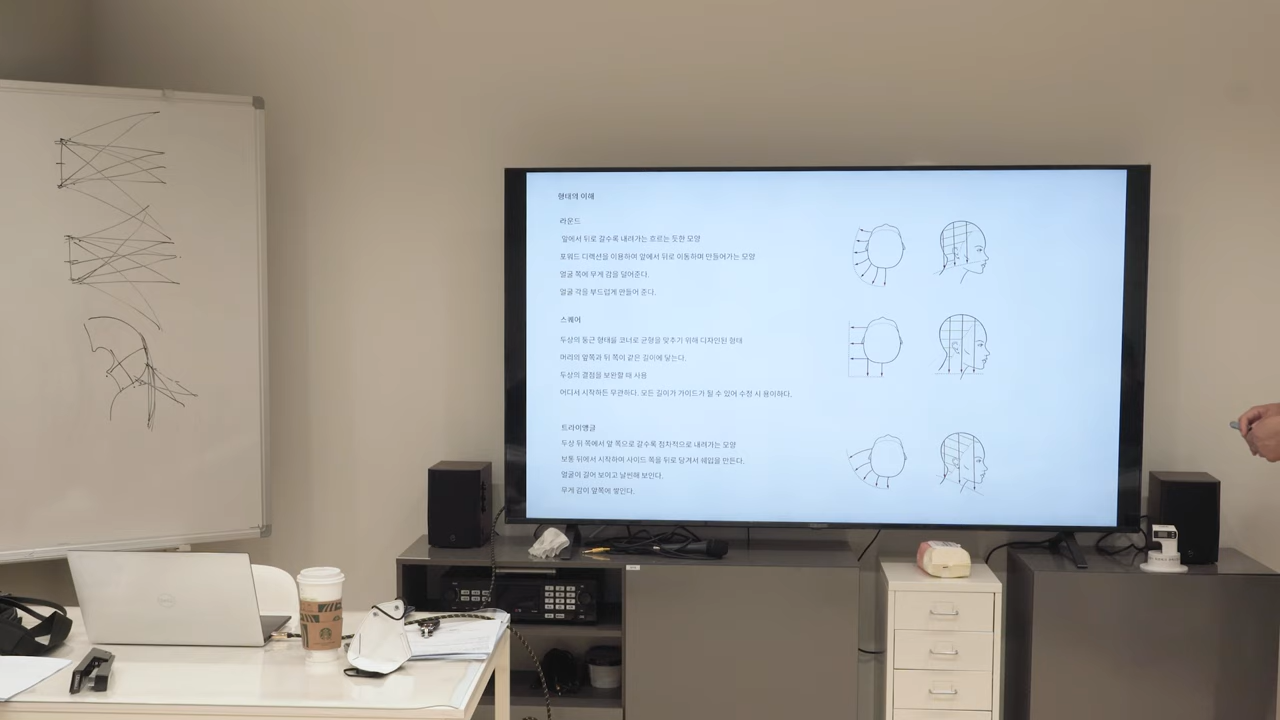 형태의 이해
라운드
앞에서 뒤로 갈수록 내려가는 흐르는 듯한 모양
포워드 디렉션을 이용하여 앞에서 뒤로 이동하며 만들어가는 모양
얼굴 쪽에 무게 감을 덜어준다.
얼굴 각을 부드럽게 만들어 준다.
스퀘어
두상의 둥근 형태를 코너로 균형을 맞추기 위해 디자인된 형태
머리의 앞쪽과 뒤 쪽이 같은 길이에 닿는다.
두상의 결점을 보완할 때 사용
어디서 시작하든 무관하다. 모든 길이가 가이드가 될 수 있어 수정 시 용이하다.
트라이앵글
두상 뒤 쪽에서 앞 쪽으로 갈수록 점차적으로 내려가는 모양
보통 뒤에서 시작하여 사이드 쪽을 뒤로 당겨서 쉐입을 만든다.
얼굴이 길어 보이고 날씬해 보인다.
무게 감이 앞쪽에 쌓인다.